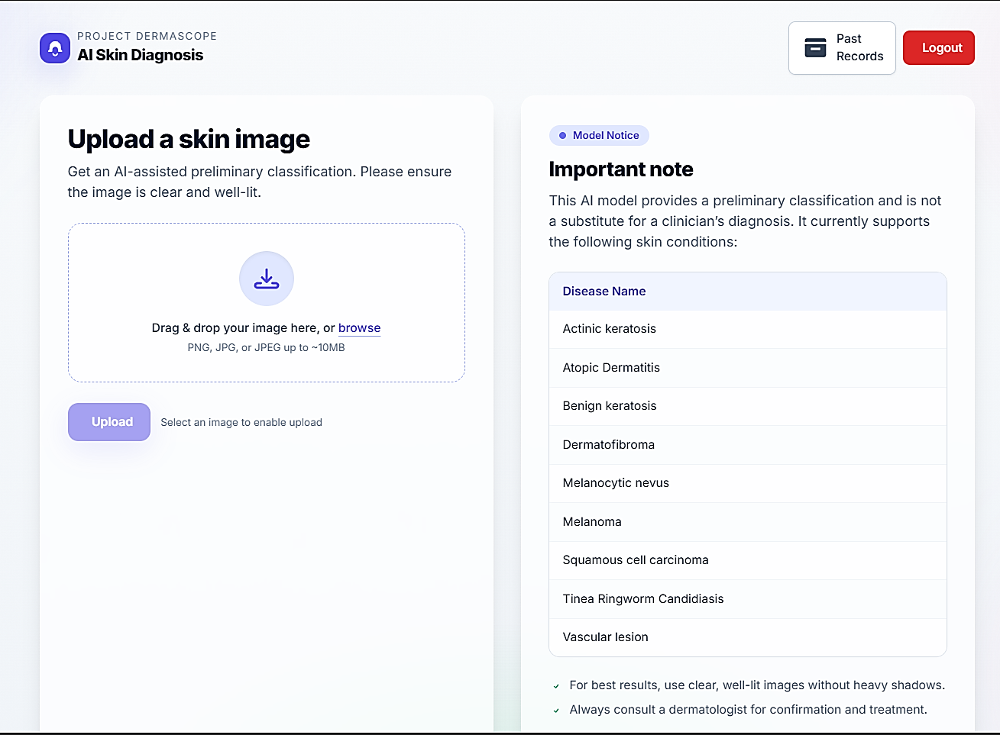 PROJECT DERMASCOPE
AI Skin Diagnosis
Past
Records
Logout
Upload a skin image
Get an AI-assisted preliminary classification. Please ensure
the image is clear and well-lit.
Drag & drop your image here, or browse
PNG, JPG, or JPEG up to ~10MB
Upload
Select an image to enable upload
Model Notice
Important note
This AI model provides a preliminary classification and is not
a substitute for a clinician’s diagnosis. It currently supports
the following skin conditions:
Disease Name
Actinic keratosis
Atopic Dermatitis
Benign keratosis
Dermatofibroma
Melanocytic nevus
Melanoma
Squamous cell carcinoma
Tinea Ringworm Candidiasis
Vascular lesion
For best results, use clear, well-lit images without heavy shadows.
Always consult a dermatologist for confirmation and treatment.